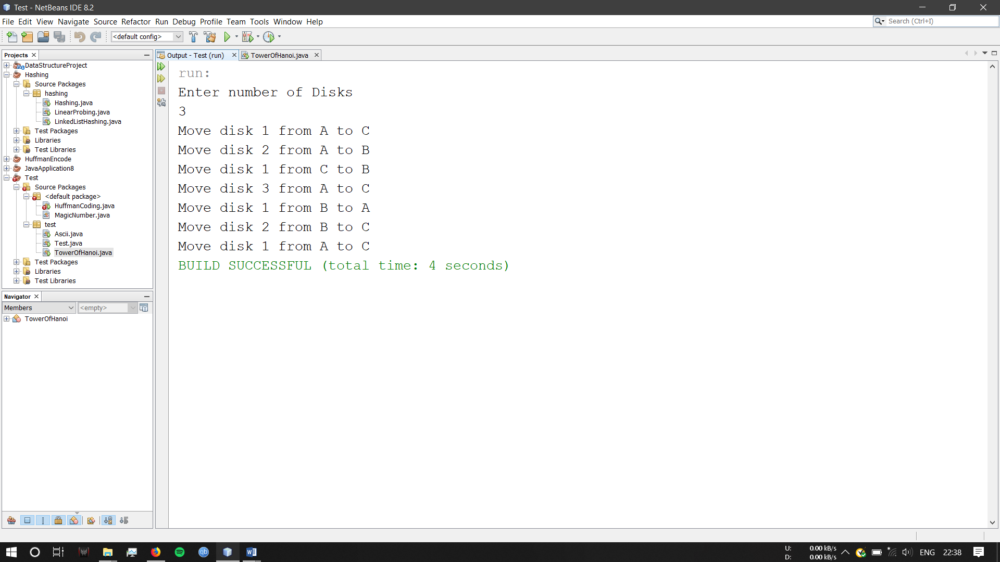 Test - NetBeans IDE 8.2
File Edit View Navigate Source Refactor Run Debug Profile Team Tools Window Help
Search (Ctrl+I)
<default config>
Projects
DataStructureProject
Hashing
Source Packages
hashing
Hashing.java
LinearProbing.java
LinkedListHashing.java
Test Packages
Libraries
Test Libraries
HuffmanEncode
JavaApplication8
Test
Source Packages
<default package>
HuffmanCoding.java
MagicNumber.java
test
Ascii.java
Test.java
TowerOfHanoi.java
Test Packages
Libraries
Test Libraries
Navigator
Members
<empty>
TowerOfHanoi
Output - Test (run)
TowerOfHanoi.java
run:
Enter number of Disks
3
Move disk 1 from A to C
Move disk 2 from A to B
Move disk 1 from C to B
Move disk 3 from A to C
Move disk 1 from B to A
Move disk 2 from B to C
Move disk 1 from A to C
BUILD SUCCESSFUL (total time: 4 seconds)
qb
U: 0.00 kB/s
D: 0.00 kB/s
ENG
22:38